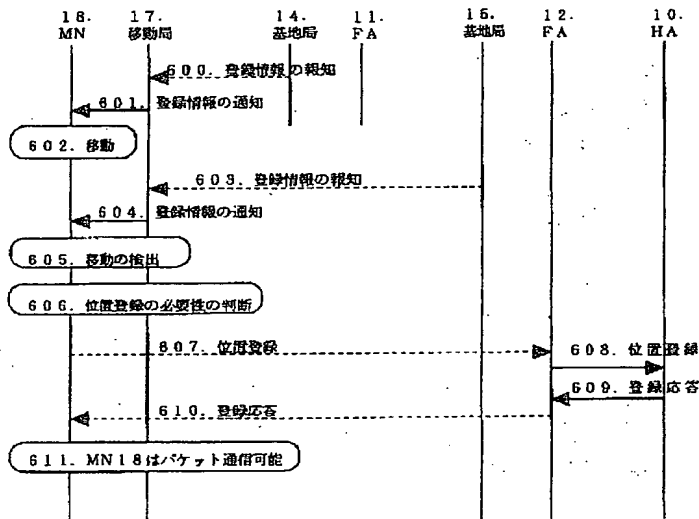 18. 17. 14. 11. 15. 12. 10.
MN 移動局 基地局 FA 基地局 FA HA
600. 登録情報の報知
601. 登録情報の通知
602. 移動
603. 登録情報の報知
604. 登録情報の通知
605. 移動の検出
606. 位置登録の必要性の判断
607. 位置登録
608. 位置登録
609. 登録応答
610. 登録応答
611. MN18はパケット通信可能